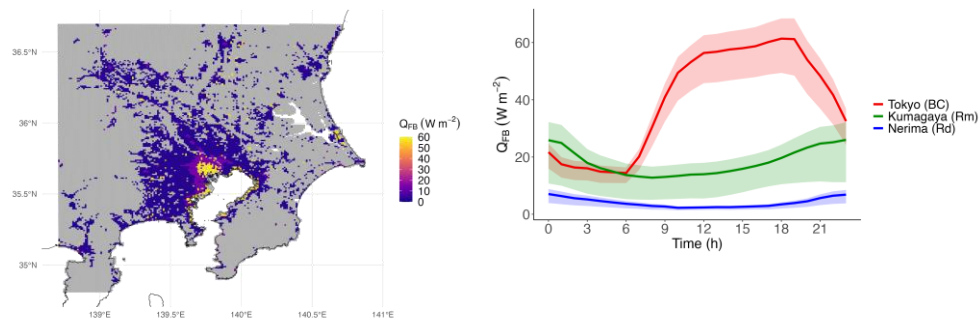 36.5°N
36°N
35.5°N
35°N
139°E
139.5°E
140°E
140.5°E
141°E
Q_FB (W m⁻²)
60
50
40
30
20
10
0
Q_FB (W m⁻²)
60
40
20
0
0
3
6
9
12
15
18
21
Time (h)
Tokyo (BC)
Kumagaya (Rm)
Nerima (Rd)